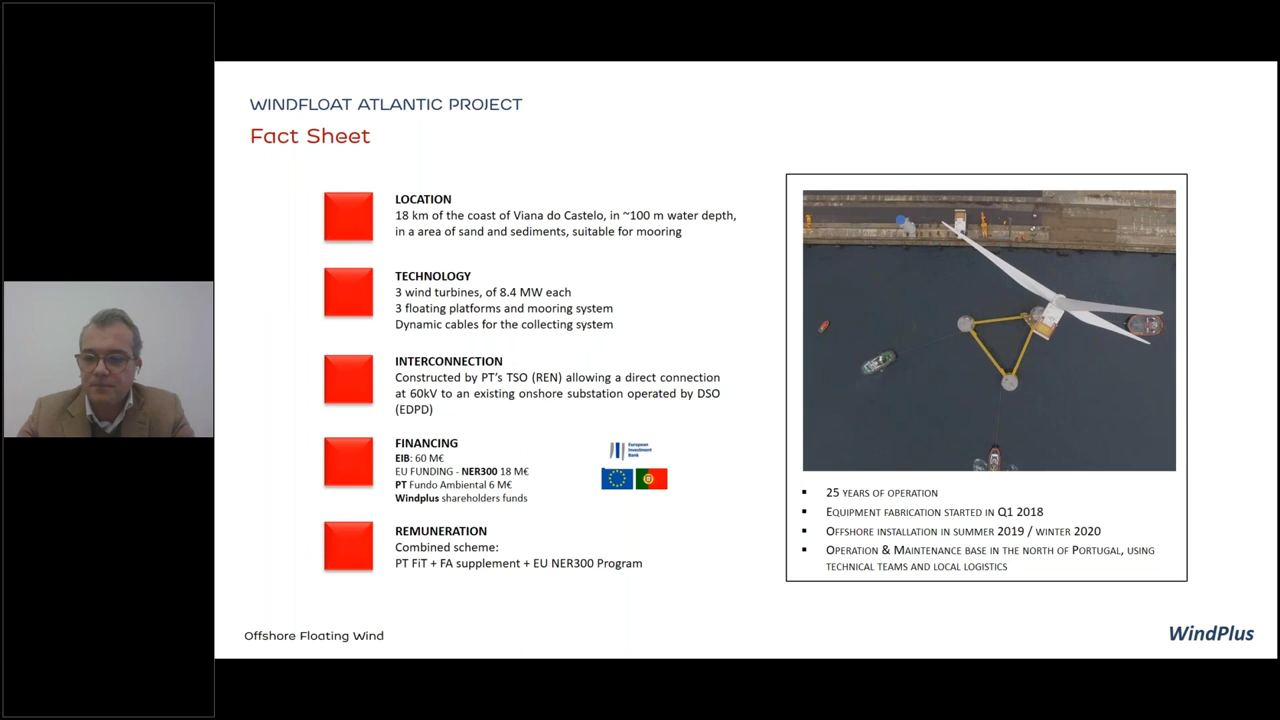 WINDFLOAT ATLANTIC PROJECT
Fact Sheet
LOCATION
18 km of the coast of Viana do Castelo, in ~100 m water depth,
in a area of sand and sediments, suitable for mooring
TECHNOLOGY
3 wind turbines, of 8.4 MW each
3 floating platforms and mooring system
Dynamic cables for the collecting system
INTERCONNECTION
Constructed by PT's TSO (REN) allowing a direct connection
at 60kV to an existing onshore substation operated by DSO
(EDPD)
FINANCING
EIB: 60 M€
EU FUNDING - NER300 18 M€
PT Fundo Ambiental 6 M€
Windplus shareholders funds
European
Investment
Bank
REMUNERATION
Combined scheme:
PT FiT + FA supplement + EU NER300 Program
▪ 25 YEARS OF OPERATION
▪ EQUIPMENT FABRICATION STARTED IN Q1 2018
▪ OFFSHORE INSTALLATION IN SUMMER 2019 / WINTER 2020
▪ OPERATION & MAINTENANCE BASE IN THE NORTH OF PORTUGAL, USING
TECHNICAL TEAMS AND LOCAL LOGISTICS
Offshore Floating Wind
WindPlus